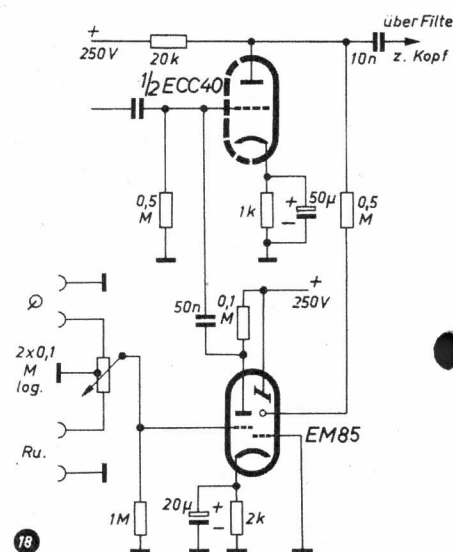 über Filter
z. Kopf
+
250V
20k
10n
1/2 ECC40
0,5
M
1k
+
−
50µ
0,5
M
50n
0,1
M
+
250V
2x0,1
M
log.
EM85
Ru.
1M
20µ
+
−
2k
18